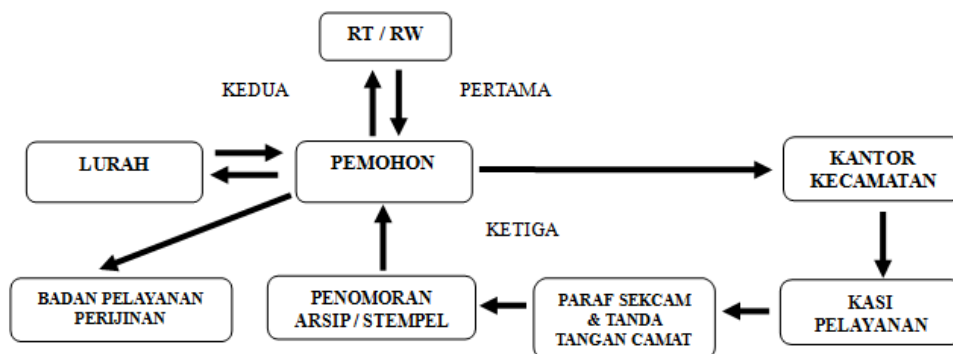 RT / RW
KEDUA
PERTAMA
LURAH
PEMOHON
KANTOR
KECAMATAN
KETIGA
BADAN PELAYANAN
PERIJINAN
PENOMORAN
ARSIP / STEMPEL
PARAF SEKCAM
& TANDA
TANGAN CAMAT
KASI
PELAYANAN